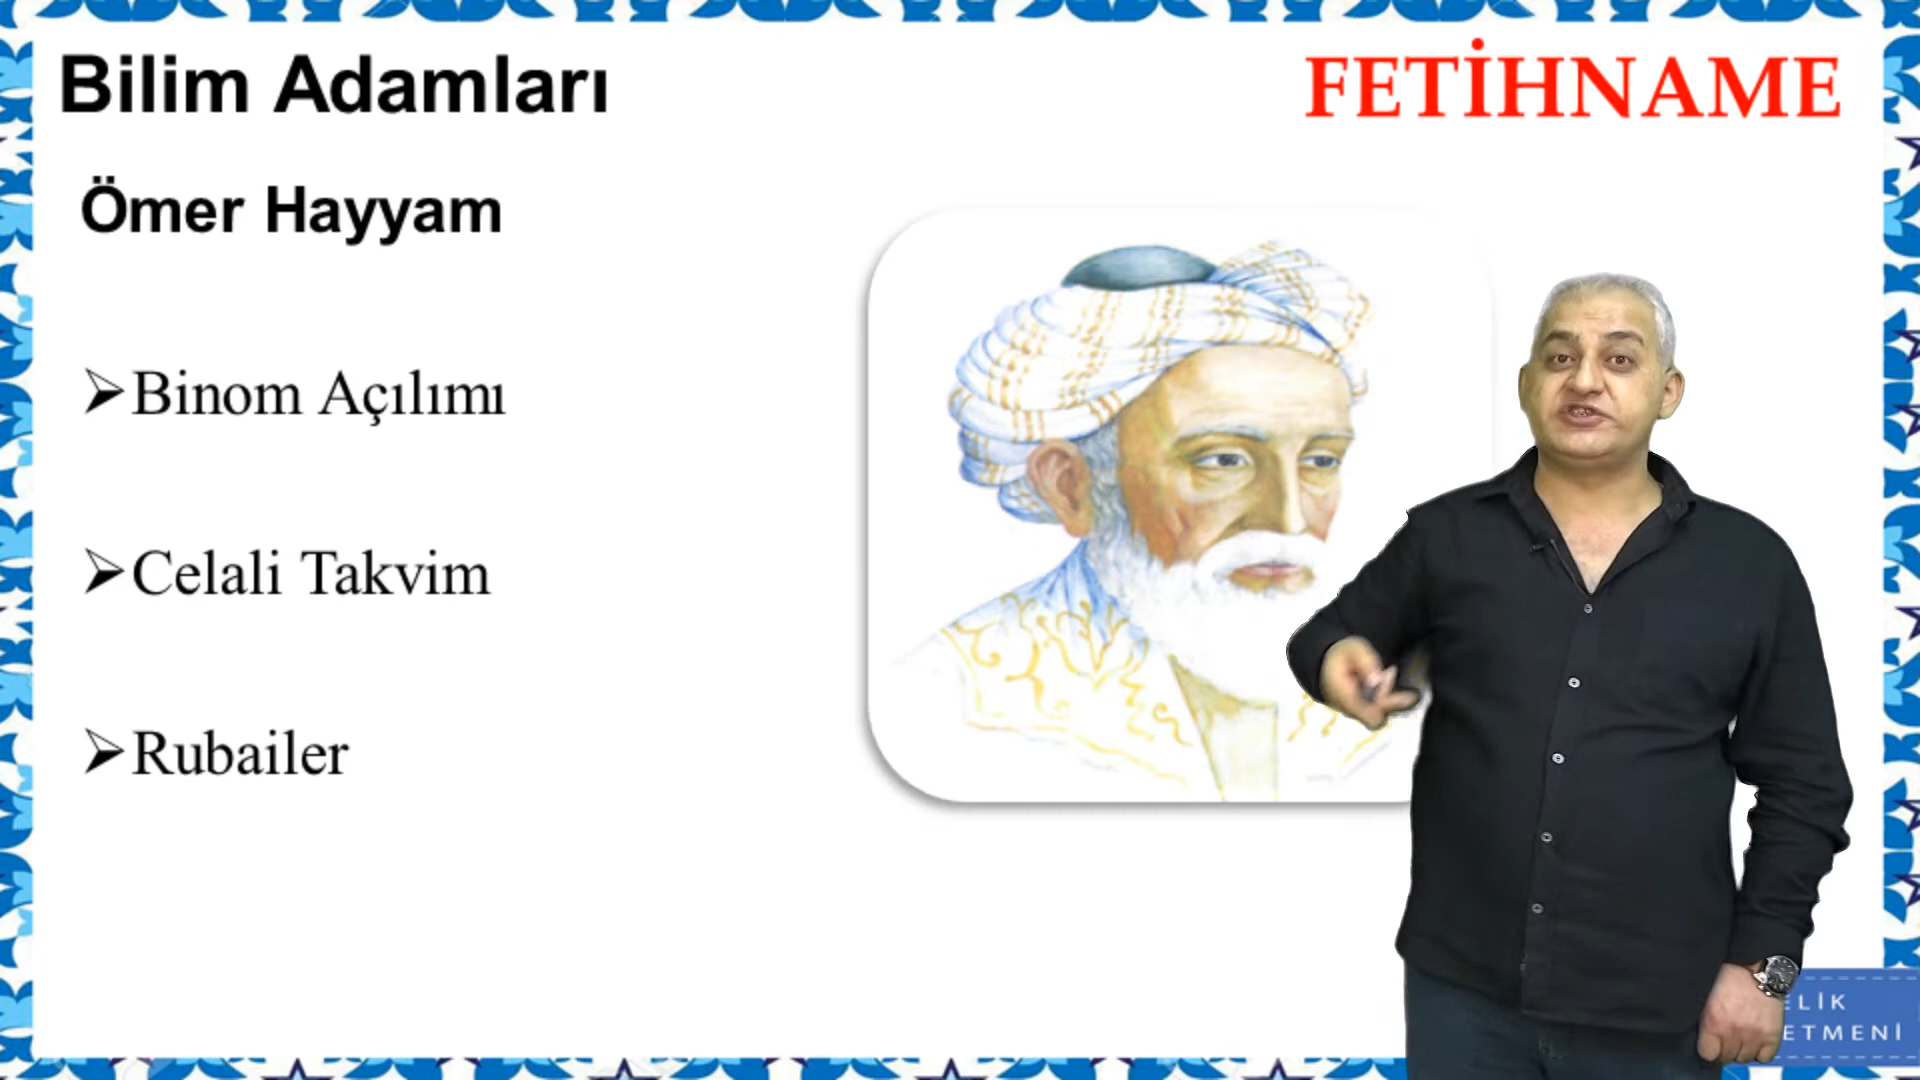 Bilim Adamları
FETİHNAME
Ömer Hayyam
➢Binom Açılımı
➢Celali Takvim
➢Rubailer